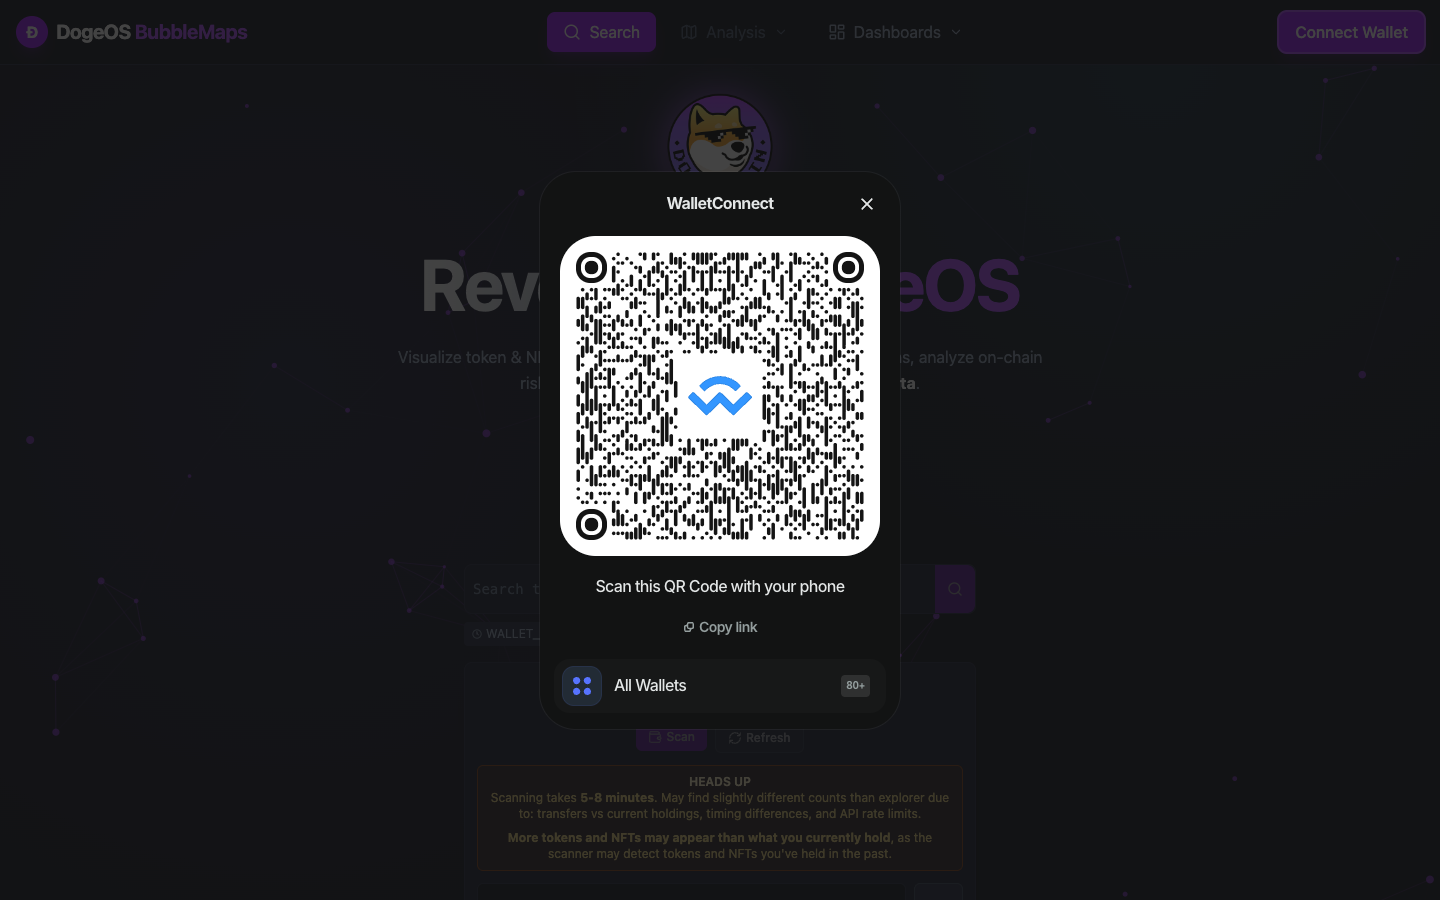 DogeOS BubbleMaps
Search
Analysis
Dashboards
Connect Wallet
WalletConnect
Visualize token & 
analyze on-chain
Scan this QR Code with your phone
Copy link
All Wallets
80+
Search
WALLET_
Scan
Refresh
HEADS UP
Scanning takes 5-8 minutes. May find slightly different counts than explorer due
to: transfers vs current holdings, timing differences, and API rate limits.
More tokens and NFTs may appear than what you currently hold, as the
scanner may detect tokens and NFTs you've held in the past.